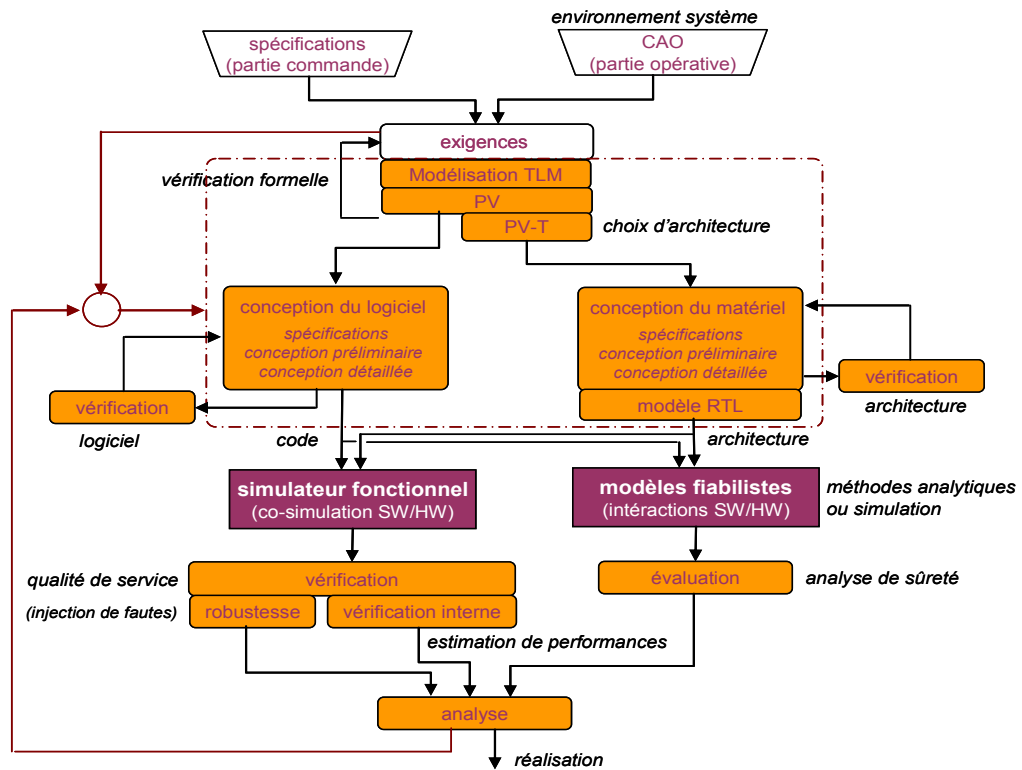 environnement système
spécifications
(partie commande)
CAO
(partie opérative)
exigences
vérification formelle
Modélisation TLM
PV
PV-T
choix d'architecture
conception du logiciel
spécifications
conception préliminaire
conception détaillée
conception du matériel
spécifications
conception préliminaire
conception détaillée
vérification
logiciel
vérification
architecture
modèle RTL
code
architecture
simulateur fonctionnel
(co-simulation SW/HW)
modèles fiabilistes
(intéractions SW/HW)
méthodes analytiques
ou simulation
qualité de service
vérification
évaluation
analyse de sûreté
(injection de fautes)
robustesse
vérification interne
estimation de performances
analyse
réalisation